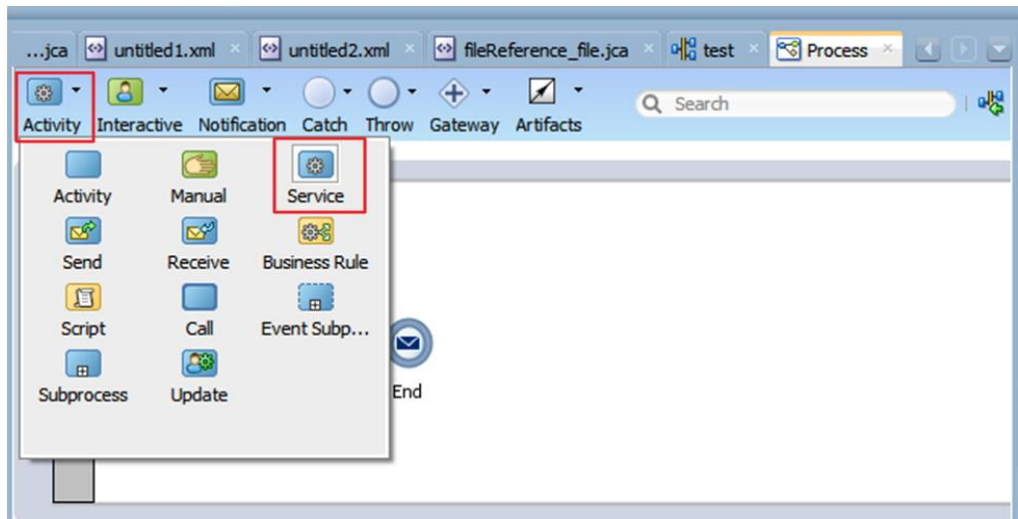 ...jca untitled1.xml untitled2.xml fileReference_file.jca test Process
Search
Activity Interactive Notification Catch Throw Gateway Artifacts
Activity Manual Service
Send Receive Business Rule
Script Call Event Subp...
Subprocess Update
End